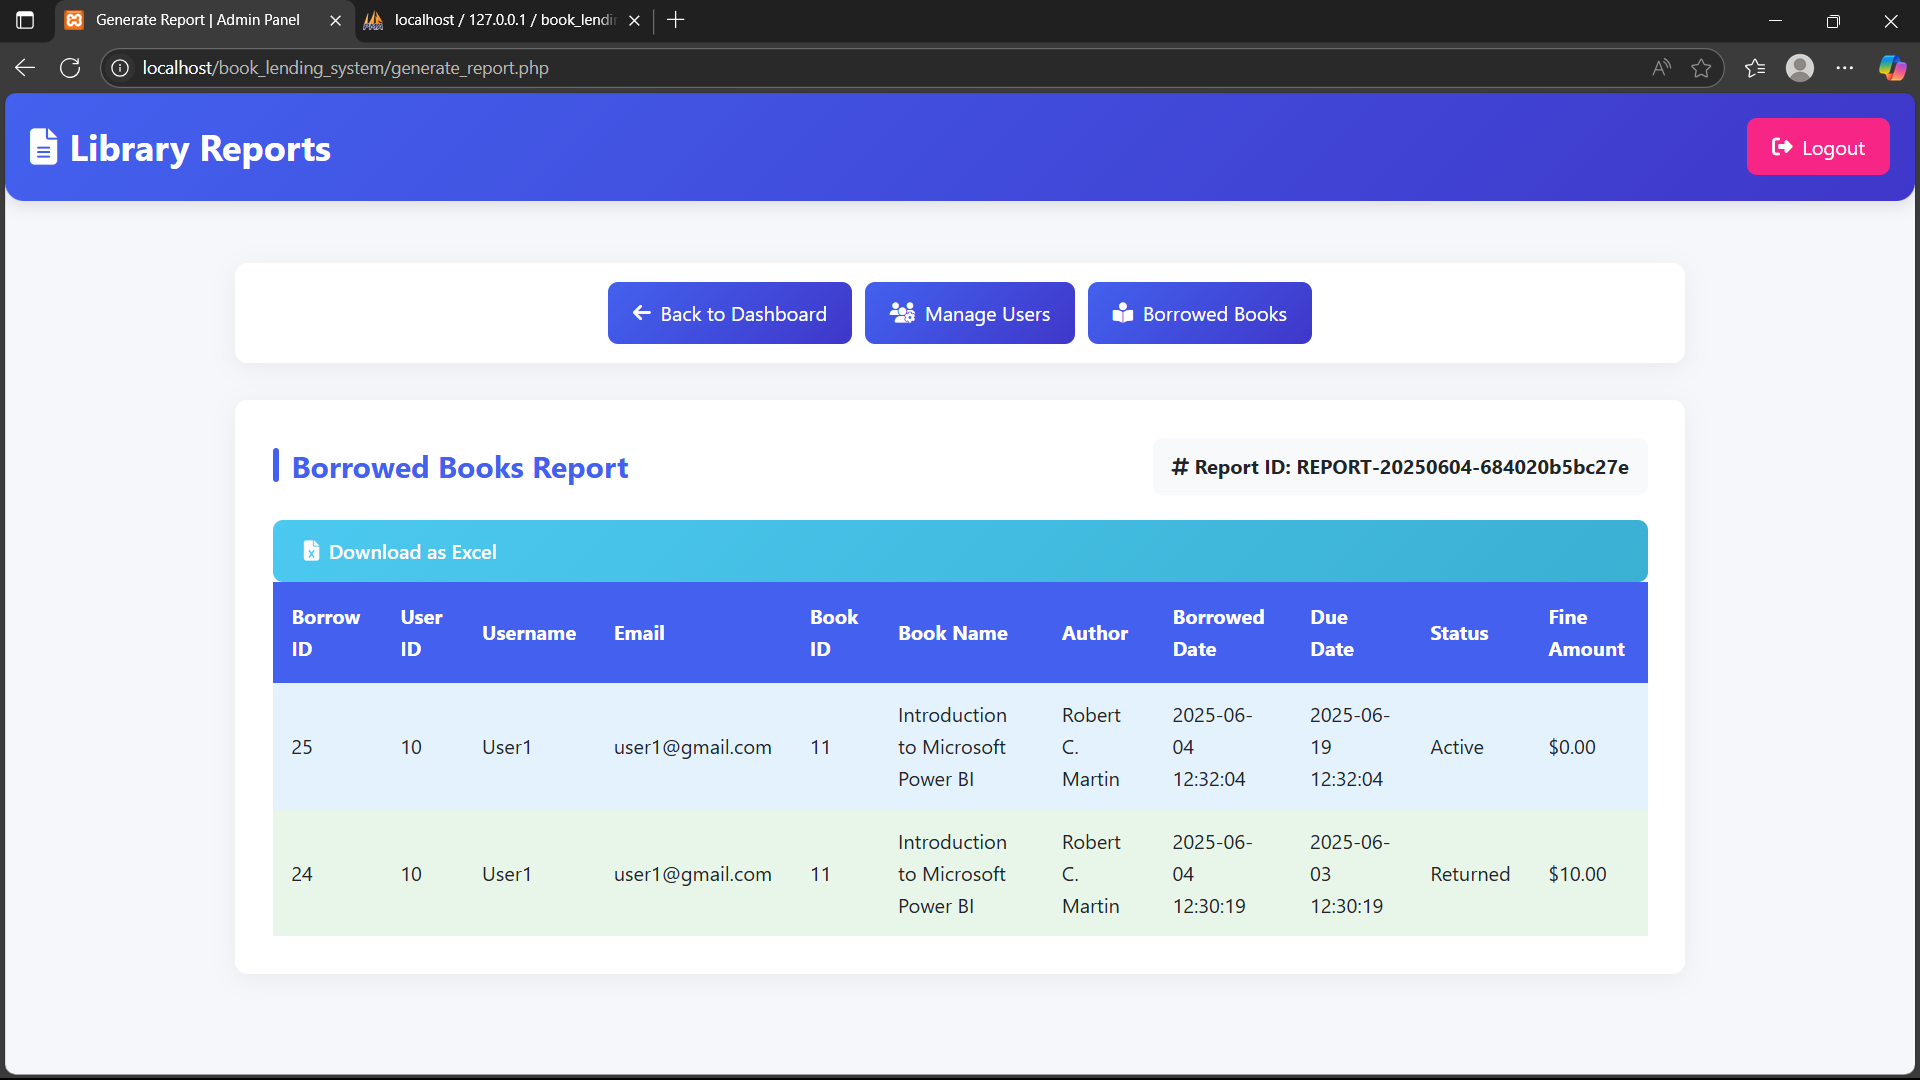 Generate Report | Admin Panel
localhost / 127.0.0.1 / book_lendi
localhost/book_lending_system/generate_report.php
Library Reports
Logout
Back to Dashboard
Manage Users
Borrowed Books
Borrowed Books Report
# Report ID: REPORT-20250604-684020b5bc27e
Download as Excel
Borrow ID
User ID
Username
Email
Book ID
Book Name
Author
Borrowed Date
Due Date
Status
Fine Amount
25
10
User1
user1@gmail.com
11
Introduction
to Microsoft
Power BI
Robert
C.
Martin
2025-06-
04
12:32:04
2025-06-
19
12:32:04
Active
$0.00
24
10
User1
user1@gmail.com
11
Introduction
to Microsoft
Power BI
Robert
C.
Martin
2025-06-
04
12:30:19
2025-06-
03
12:30:19
Returned
$10.00